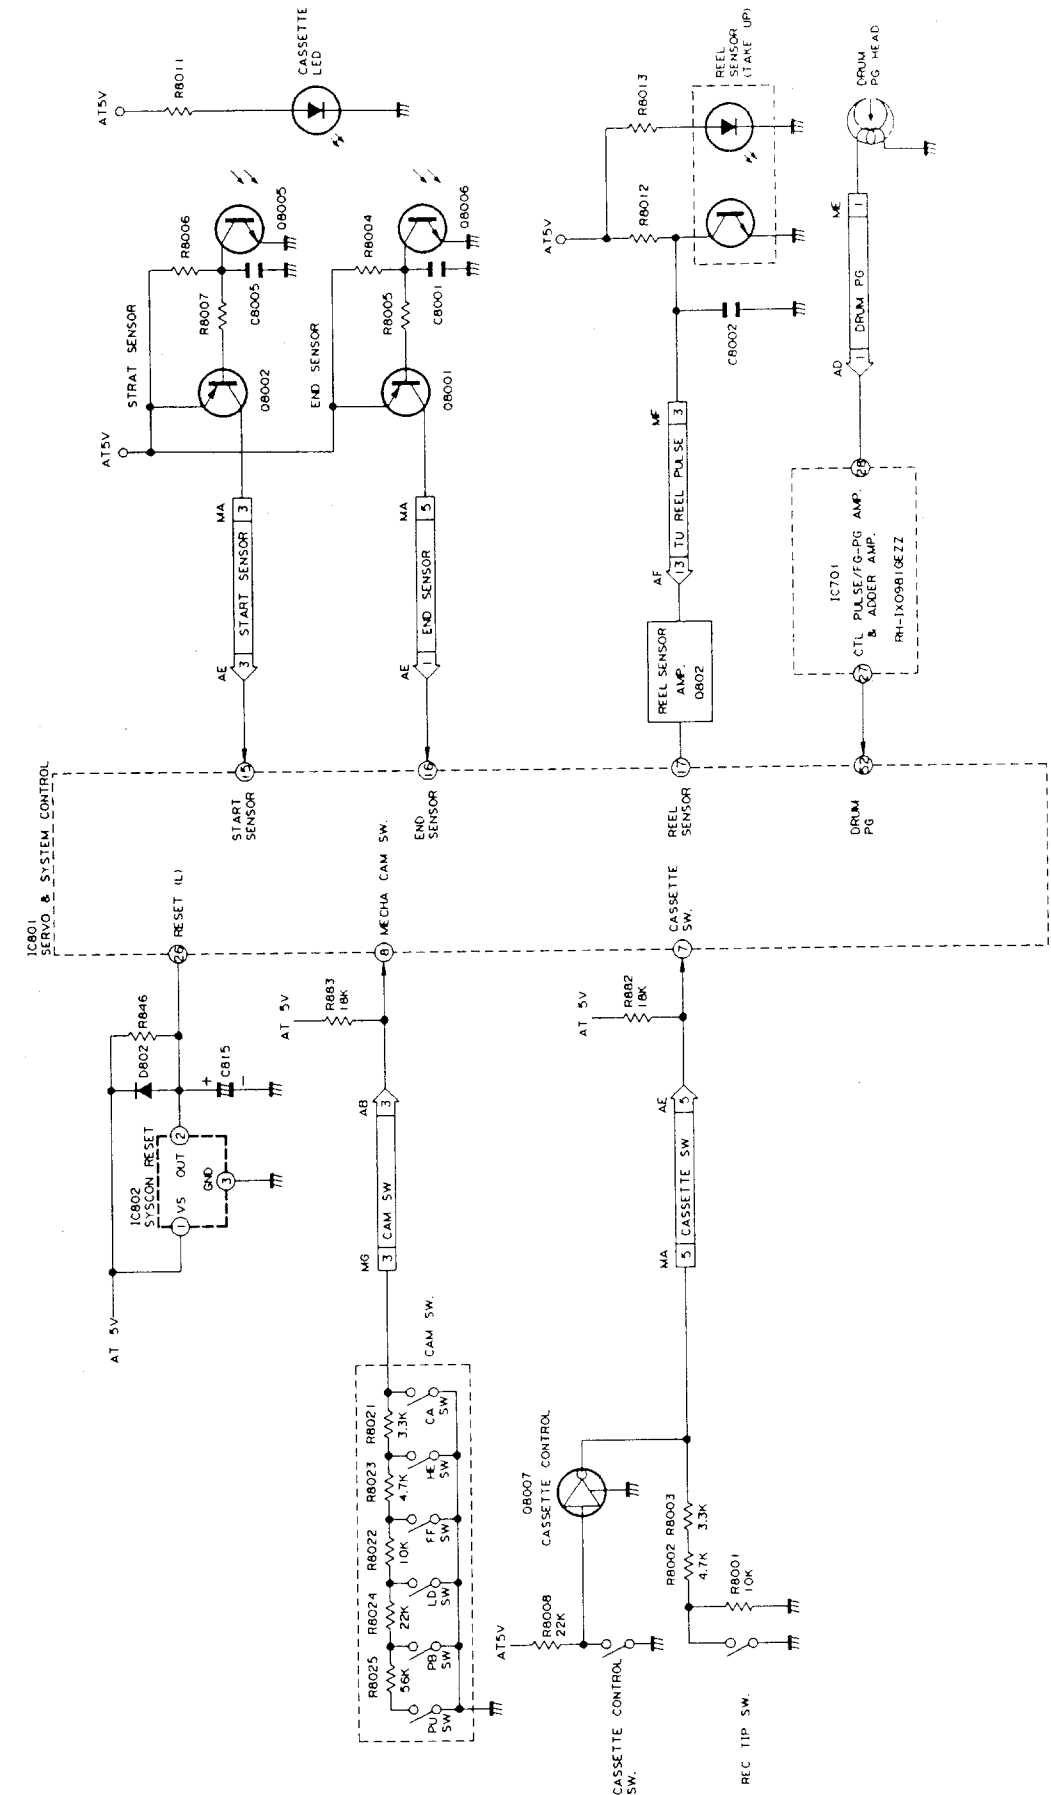 IC801
SERVO & SYSTEM CONTROL
AT 5V
IC802
SYSCON RESET
1
VS
OUT
2
GND
3
D802
R846
+
C815
-
29
RESET (L)
CAM SW.
R8025
56K
R8024
22K
R8022
10K
R8023
4.7K
R8021
3.3K
PU
SW
PB
SW
LD
SW
FF
SW
HE
SW
CA
SW
MG
3
CAM SW
3
AB
AT 5V
R883
18K
8
MECHA CAM SW.
AT5V
R8008
22K
CASSETTE CONTROL
SW.
Q8007
CASSETTE CONTROL
REC TIP SW.
R8002
4.7K
R8003
3.3K
R8001
10K
MA
5
CASSETTE SW
5
AE
AT 5V
R882
18K
7
CASSETTE
SW.
START
SENSOR
15
AE
3
START SENSOR
3
MA
AT5V
STRAT SENSOR
Q8002
R8007
R8006
C8005
Q8005
AT5V
R8011
CASSETTE
LED
END
SENSOR
16
AE
1
END SENSOR
5
MA
END SENSOR
Q8001
R8005
R8004
C8001
Q8006
REEL
SENSOR
17
REEL SENSOR
AMP.
Q802
AF
13
TU REEL PULSE
3
MF
C8002
AT5V
R8012
R8013
REEL
SENSOR
(TAKE UP)
DRUM
PG
52
27
IC701
CTL PULSE/FG-PG AMP.
& ADDER AMP.
RH-IX0981GEZZ
28
AD
1
DRUM PG
1
ME
DRUM
PG HEAD